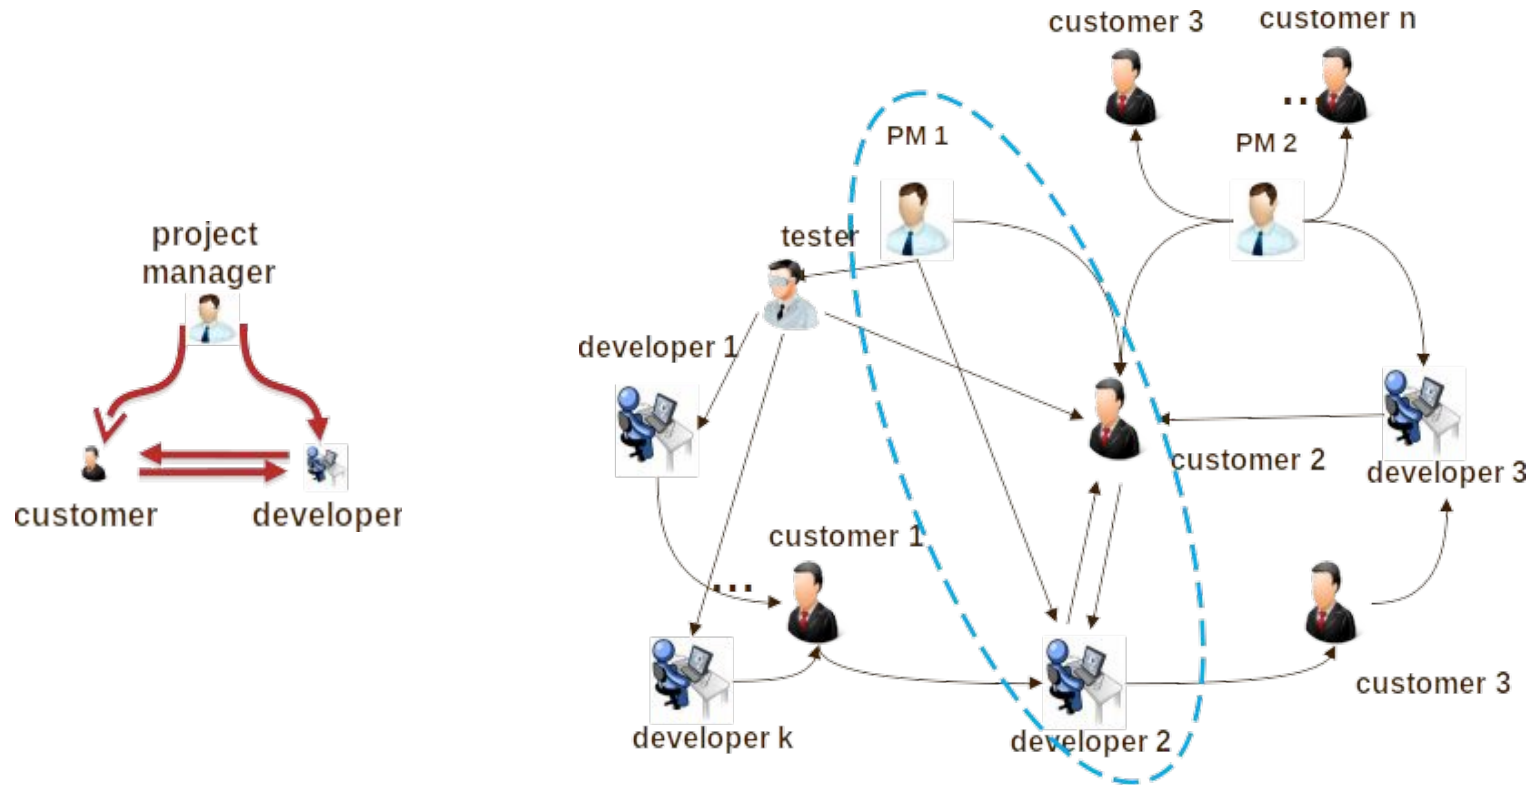 project
manager
customer
developer
customer 3
customer n
...
PM 1
PM 2
tester
developer 1
customer 2
developer 3
customer 1
...
customer 3
developer k
developer 2